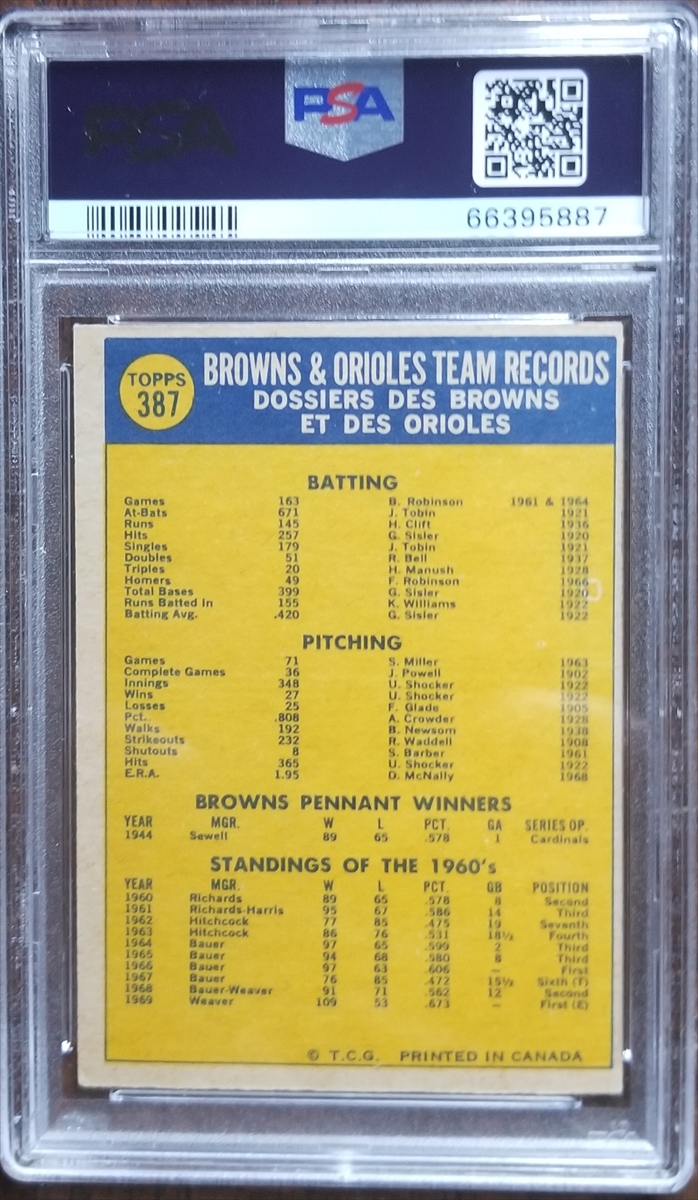 PSA PSA
66395887
TOPPS 387
BROWNS & ORIOLES TEAM RECORDS
DOSSIERS DES BROWNS
ET DES ORIOLES
BATTING
Games 163 B. Robinson 1961 & 1964
At-Bats 671 J. Tobin 1921
Runs 145 H. Clift 1936
Hits 257 G. Sisler 1920
Singles 179 J. Tobin 1921
Doubles 51 R. Bell 1937
Triples 20 H. Manush 1928
Homers 49 F. Robinson 1966
Total Bases 399 G. Sisler 1920
Runs Batted In 155 K. Williams 1922
Batting Avg. .420 G. Sisler 1922
PITCHING
Games 71 S. Miller 1963
Complete Games 36 J. Powell 1902
Innings 348 U. Shocker 1922
Wins 27 U. Shocker 1922
Losses 25 F. Glade 1905
Pct. .808 A. Crowder 1928
Walks 192 B. Newsom 1938
Strikeouts 232 R. Waddell 1908
Shutouts 8 S. Barber 1961
Hits 365 U. Shocker 1922
E.R.A. 1.95 D. McNally 1968
BROWNS PENNANT WINNERS
YEAR MGR. W L PCT. GA SERIES OP.
1944 Sewell 89 65 .578 1 Cardinals
STANDINGS OF THE 1960's
YEAR MGR. W L PCT. GB POSITION
1960 Richards 89 65 .578 8 Second
1961 Richards-Harris 95 67 .586 14 Third
1962 Hitchcock 77 85 .475 19 Seventh
1963 Hitchcock 86 76 .531 18½ Fourth
1964 Bauer 97 65 .599 2 Third
1965 Bauer 94 68 .580 8 Third
1966 Bauer 97 63 .606 — First
1967 Bauer 76 85 .472 15½ Sixth (T)
1968 Bauer-Weaver 91 71 .562 12 Second
1969 Weaver 109 53 .673 — First (E)
© T.C.G. PRINTED IN CANADA